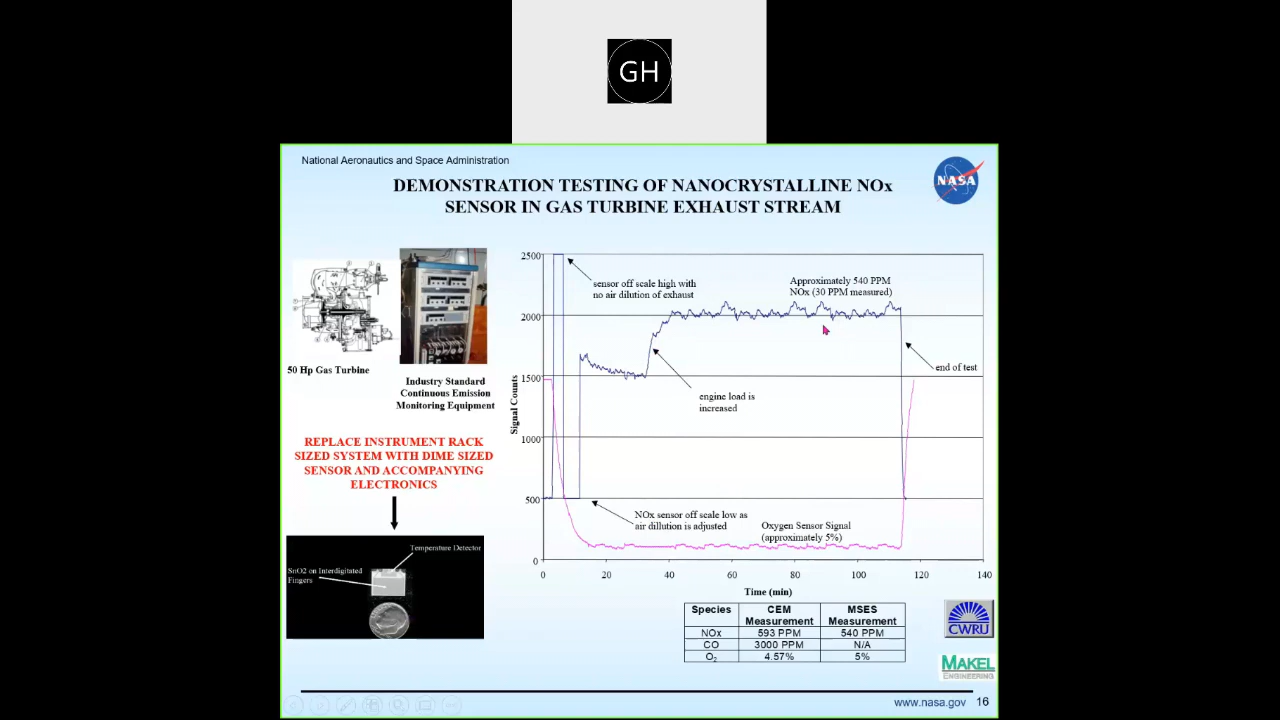 GH
National Aeronautics and Space Administration
NASA
DEMONSTRATION TESTING OF NANOCRYSTALLINE NOx
SENSOR IN GAS TURBINE EXHAUST STREAM
50 Hp Gas Turbine
Industry Standard
Continuous Emission
Monitoring Equipment
REPLACE INSTRUMENT RACK
SIZED SYSTEM WITH DIME SIZED
SENSOR AND ACCOMPANYING
ELECTRONICS
Temperature Detector
SnO2 on Interdigitated
Fingers
2500
2000
1500
1000
500
0
Signal Counts
sensor off scale high with
no air dilution of exhaust
Approximately 540 PPM
NOx (30 PPM measured)
end of test
engine load is
increased
NOx sensor off scale low as
air dillution is adjusted
Oxygen Sensor Signal
(approximately 5%)
0 20 40 60 80 100 120 140
Time (min)
Species CEM Measurement MSES Measurement
NOx 593 PPM 540 PPM
CO 3000 PPM N/A
O2 4.57% 5%
CWRU
MAKEL
ENGINEERING
www.nasa.gov 16